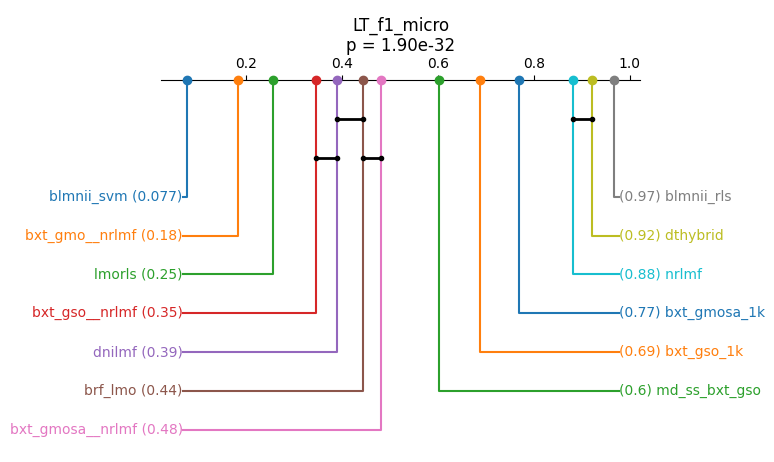 LT_f1_micro
p = 1.90e-32
0.2 0.4 0.6 0.8 1.0
blmnii_svm (0.077) (0.97) blmnii_rls
bxt_gmo__nrlmf (0.18) (0.92) dthybrid
lmorls (0.25) (0.88) nrlmf
bxt_gso__nrlmf (0.35) (0.77) bxt_gmosa_1k
dnilmf (0.39) (0.69) bxt_gso_1k
brf_lmo (0.44) (0.6) md_ss_bxt_gso
bxt_gmosa__nrlmf (0.48)